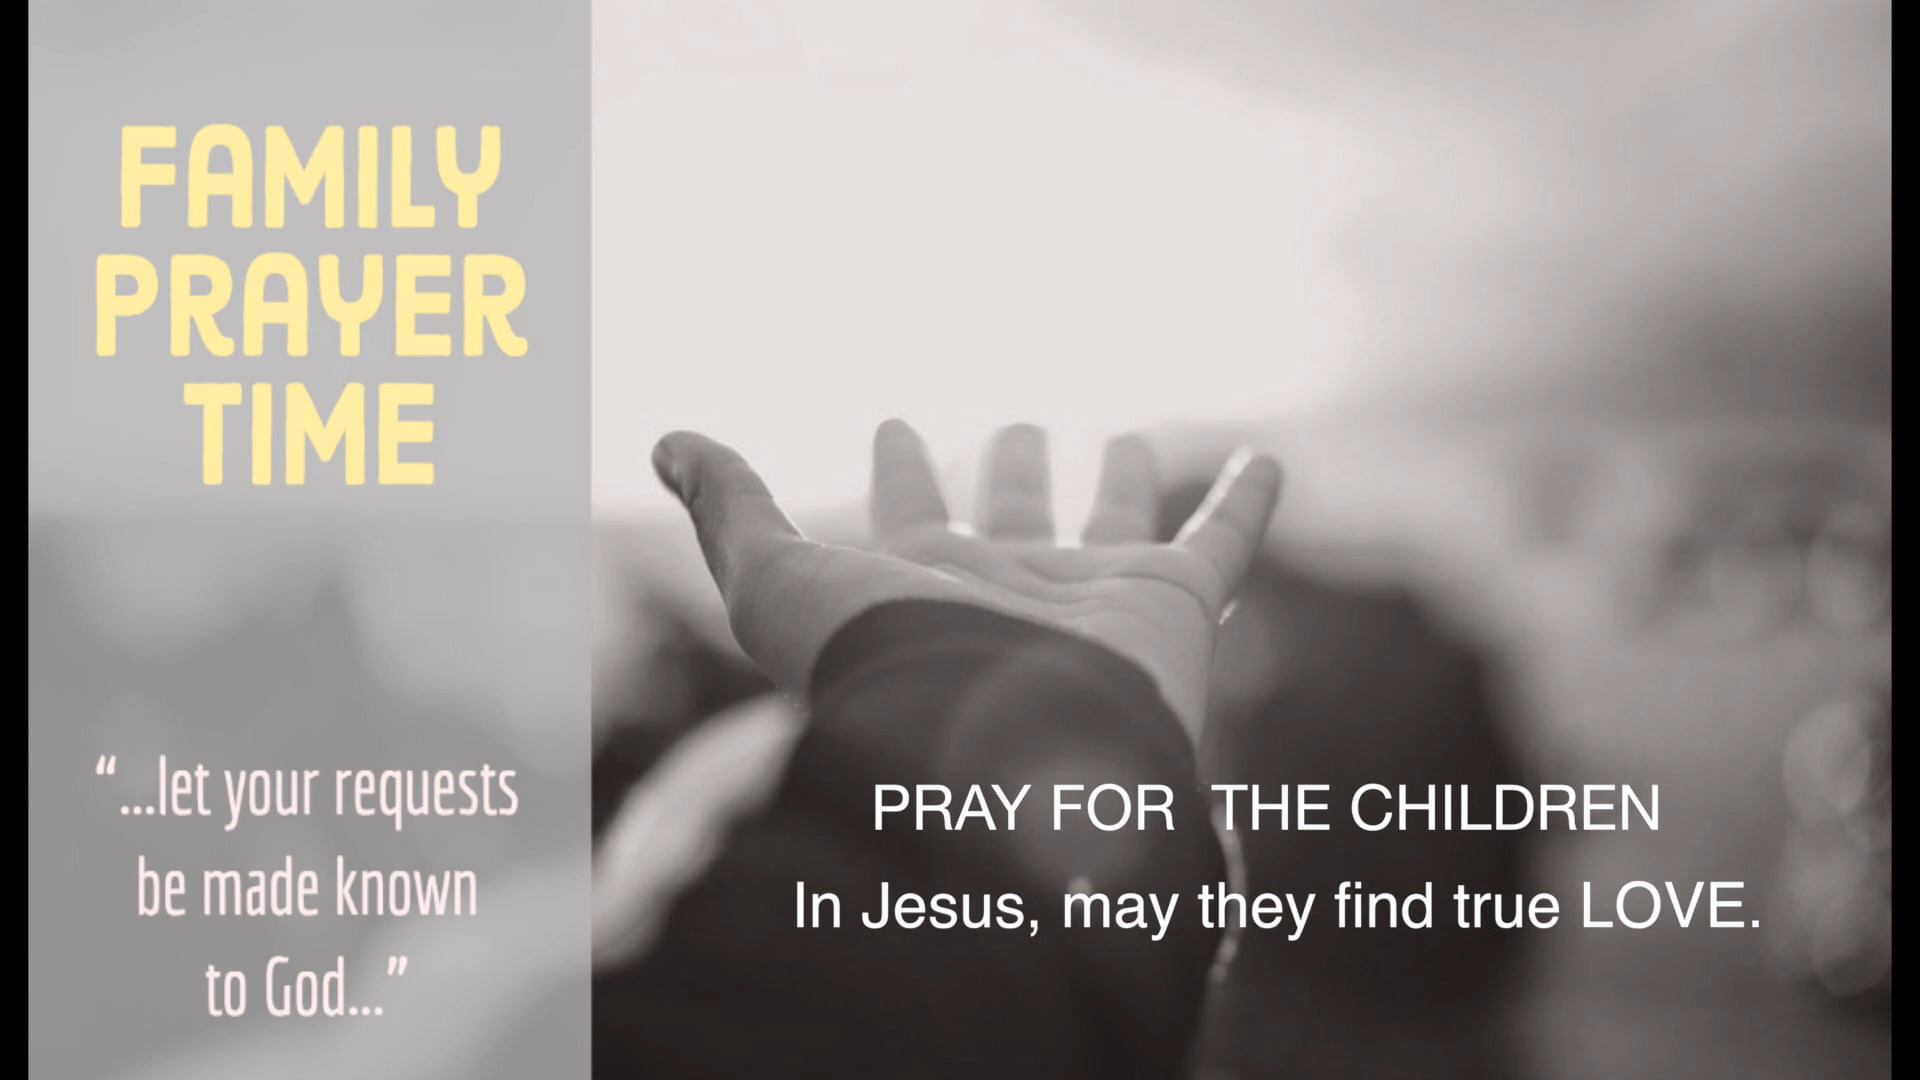 FAMILY
PRAYER
TIME
“...let your requests
be made known
to God...”
PRAY FOR  THE CHILDREN
In Jesus, may they find true LOVE.